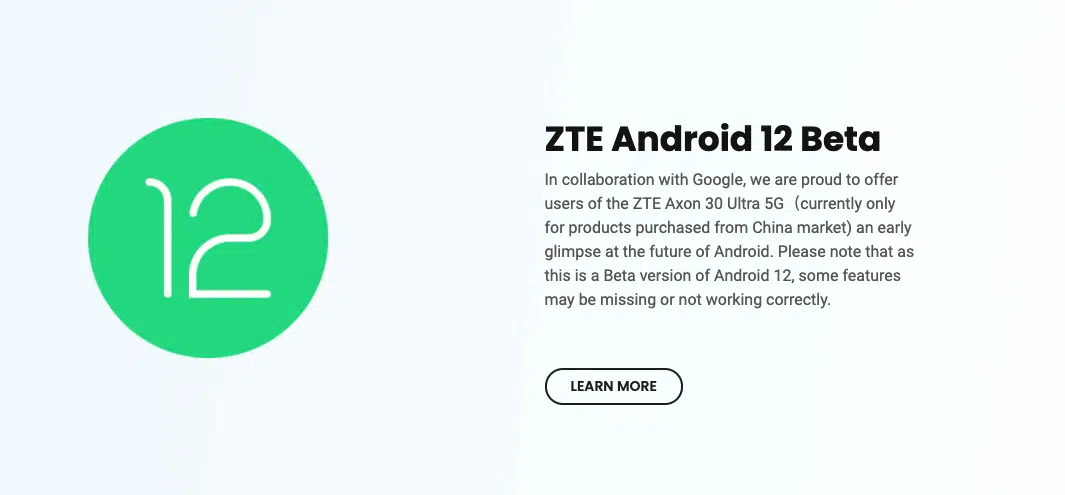 12
ZTE Android 12 Beta
In collaboration with Google, we are proud to offer
users of the ZTE Axon 30 Ultra 5G（currently only
for products purchased from China market) an early
glimpse at the future of Android. Please note that as
this is a Beta version of Android 12, some features
may be missing or not working correctly.
LEARN MORE